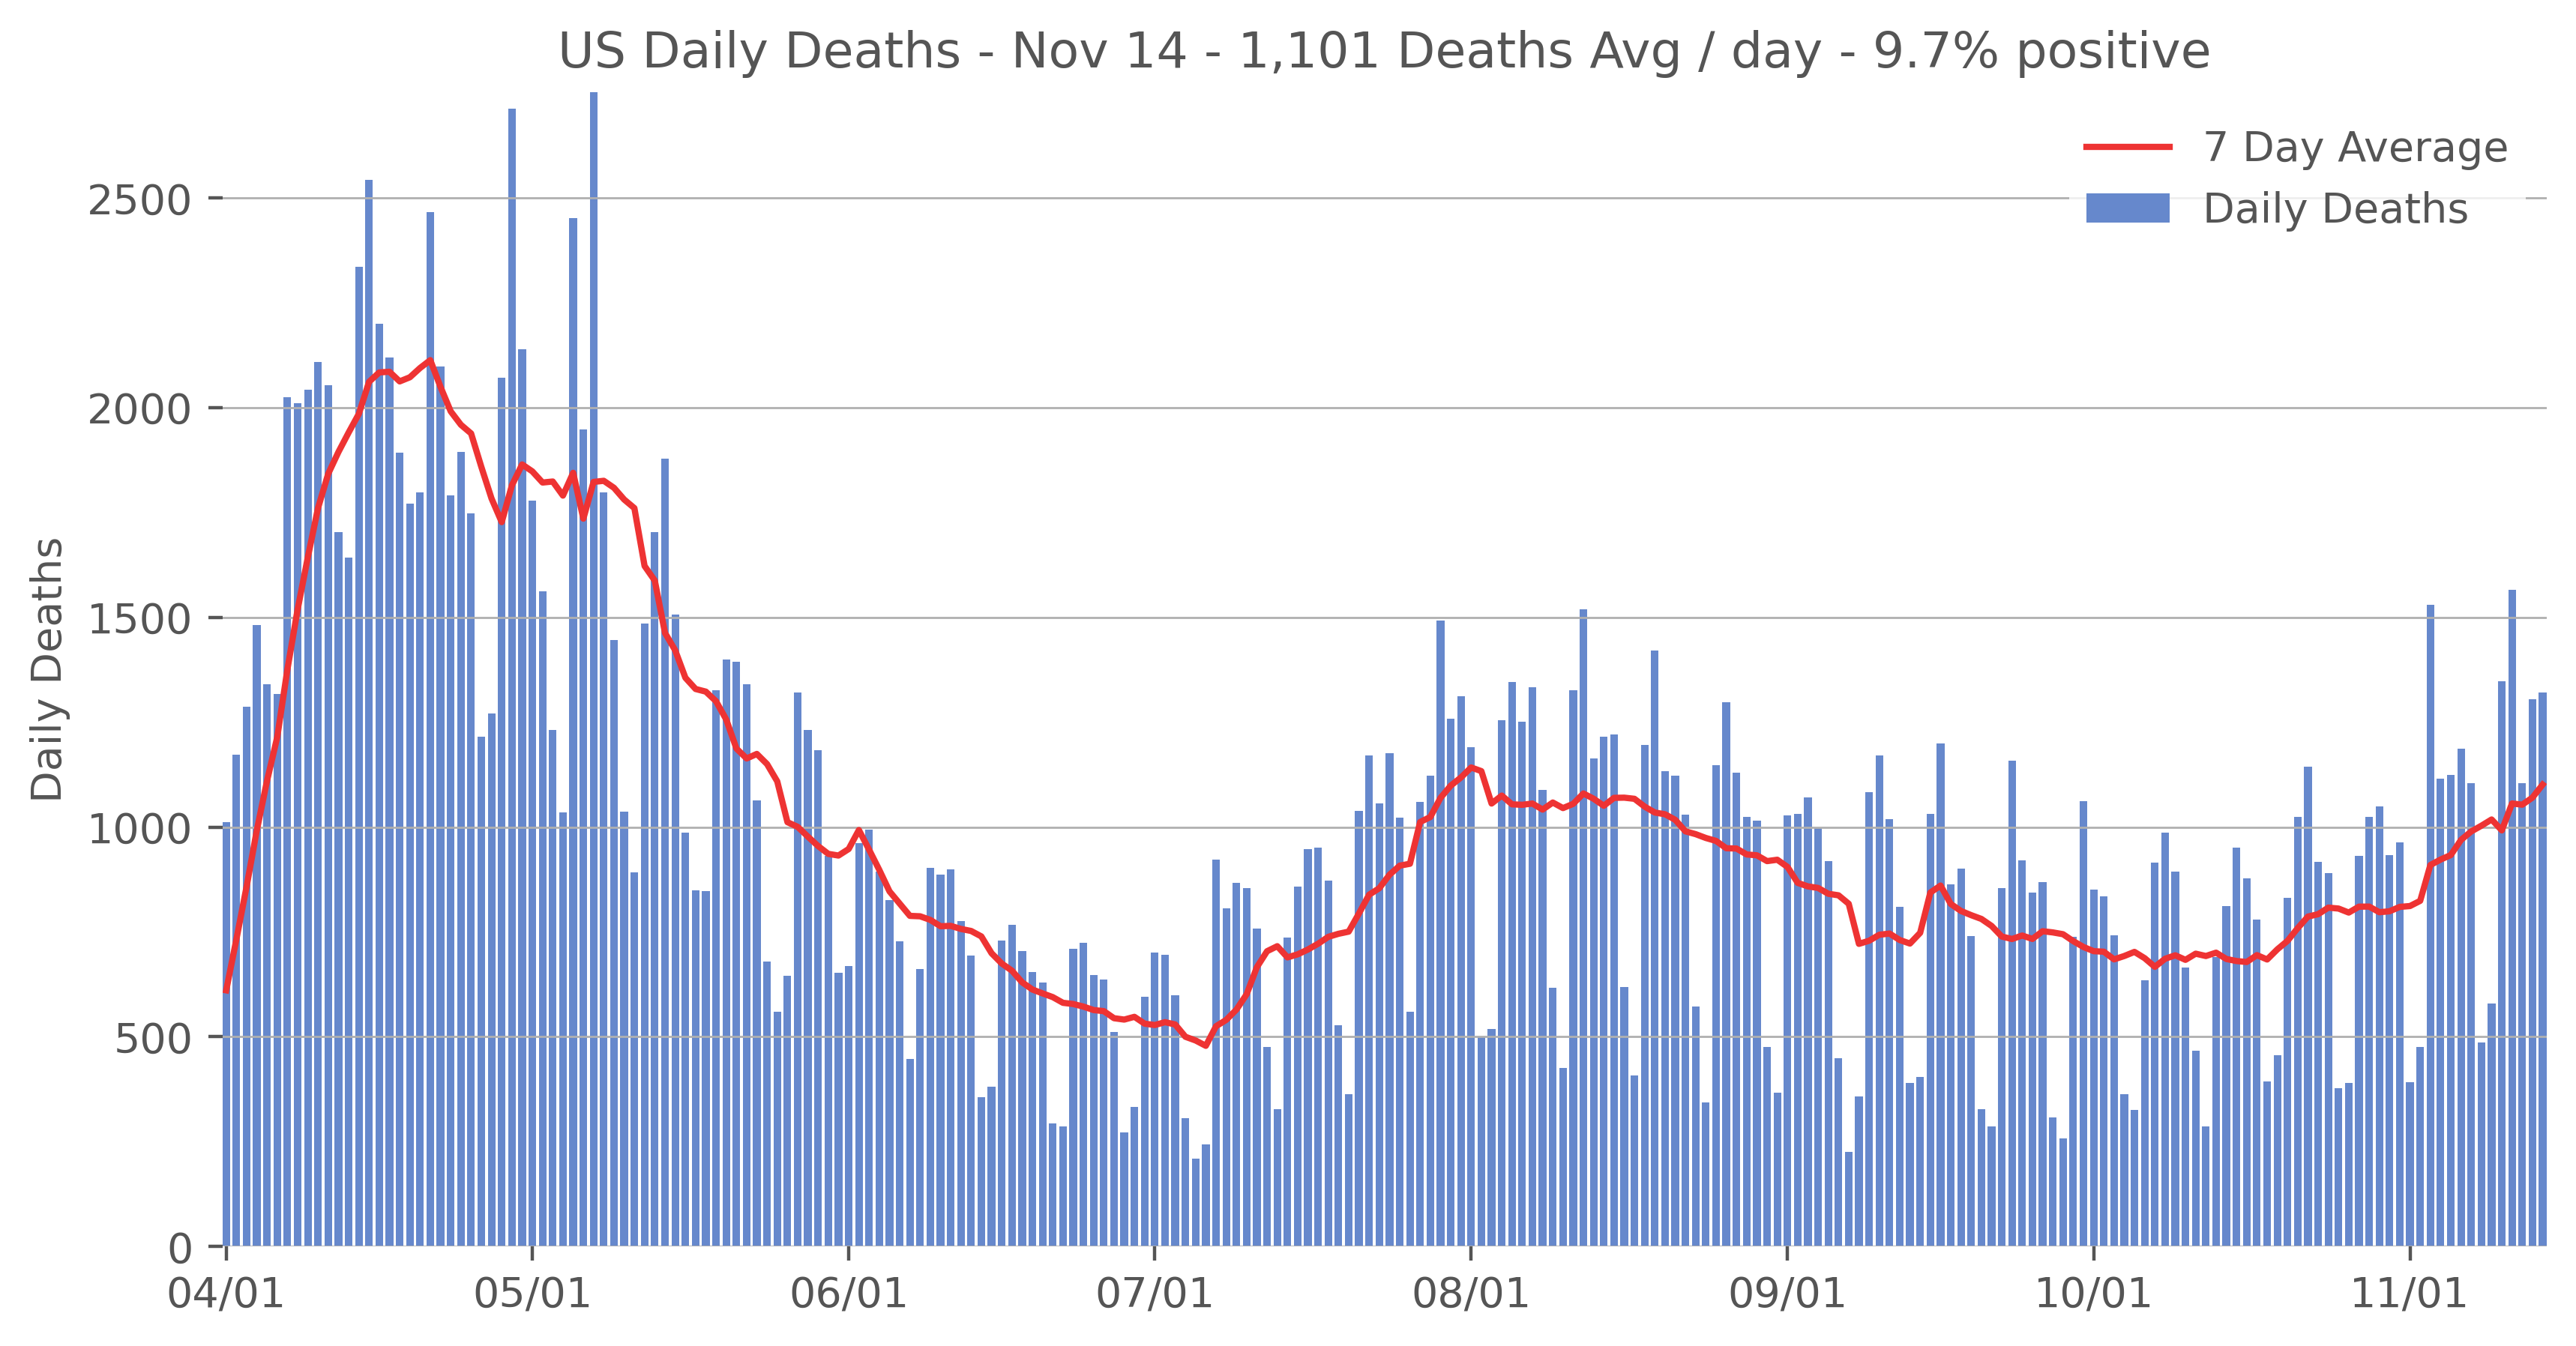 US Daily Deaths - Nov 14 - 1,101 Deaths Avg / day - 9.7% positive
7 Day Average
Daily Deaths
Daily Deaths
2500
2000
1500
1000
500
0
04/01 05/01 06/01 07/01 08/01 09/01 10/01 11/01